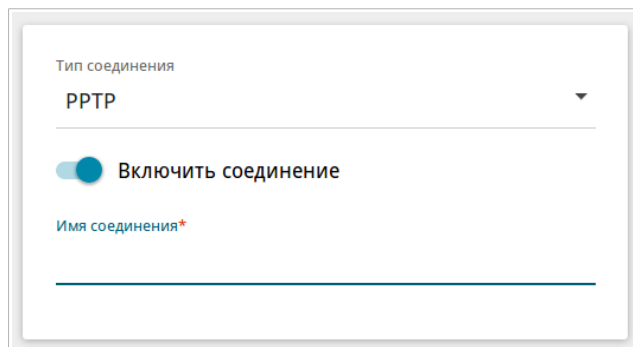 Тип соединения
PPTP
Включить соединение
Имя соединения*